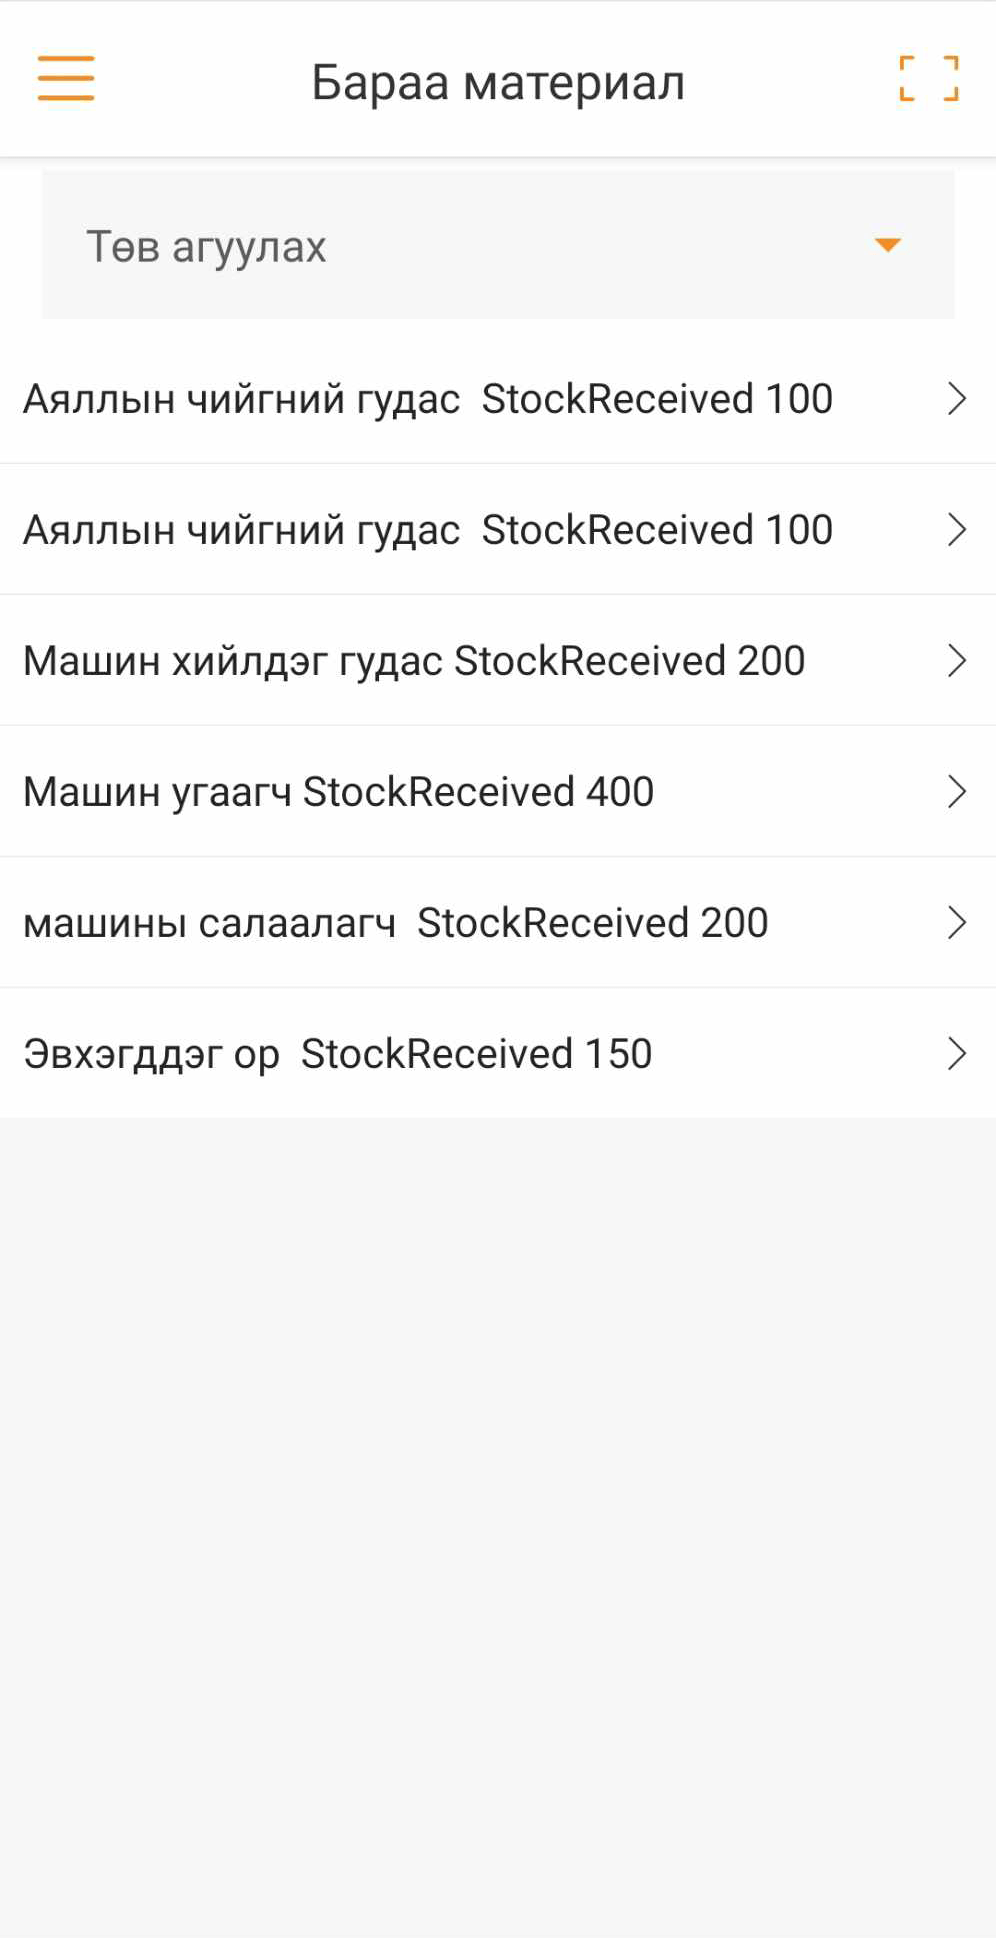 Бараа материал
Төв агуулах
Аяллын чийгний гудас  StockReceived 100
Аяллын чийгний гудас  StockReceived 100
Машин хийлдэг гудас StockReceived 200
Машин угаагч StockReceived 400
машины салаалагч  StockReceived 200
Эвхэгддэг ор  StockReceived 150